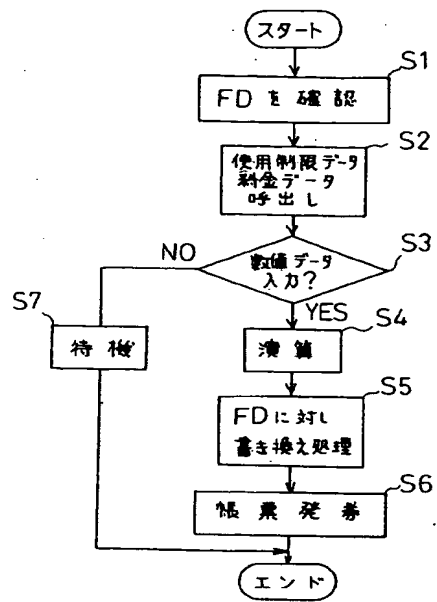 スタート
S1
FDを確認
S2
使用制限データ
料金データ
呼出し
S3
数値データ
入力?
NO
YES
S7
待機
S4
演算
S5
FDに対し
書き換え処理
S6
帳票発券
エンド